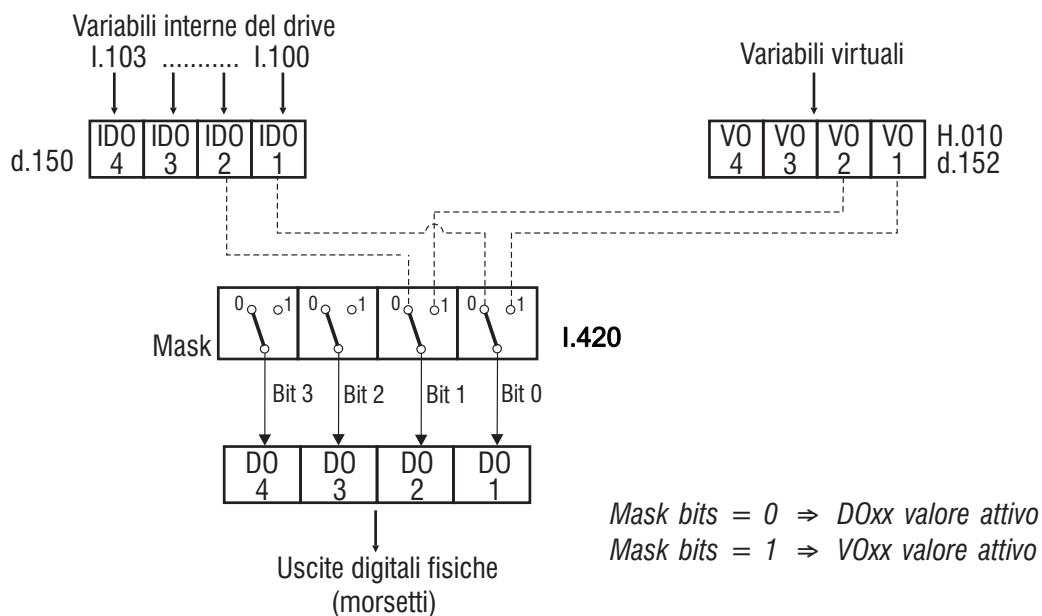 Variabili interne del drive
I.103 ........... I.100
Variabili virtuali
IDO 4 IDO 3 IDO 2 IDO 1
d.150
VO 4 VO 3 VO 2 VO 1
H.010
d.152
0 1 0 1 0 1 0 1
Mask
I.420
Bit 3 Bit 2 Bit 1 Bit 0
DO 4 DO 3 DO 2 DO 1
Mask bits = 0 ⇒ DOxx valore attivo
Mask bits = 1 ⇒ VOxx valore attivo
Uscite digitali fisiche
(morsetti)